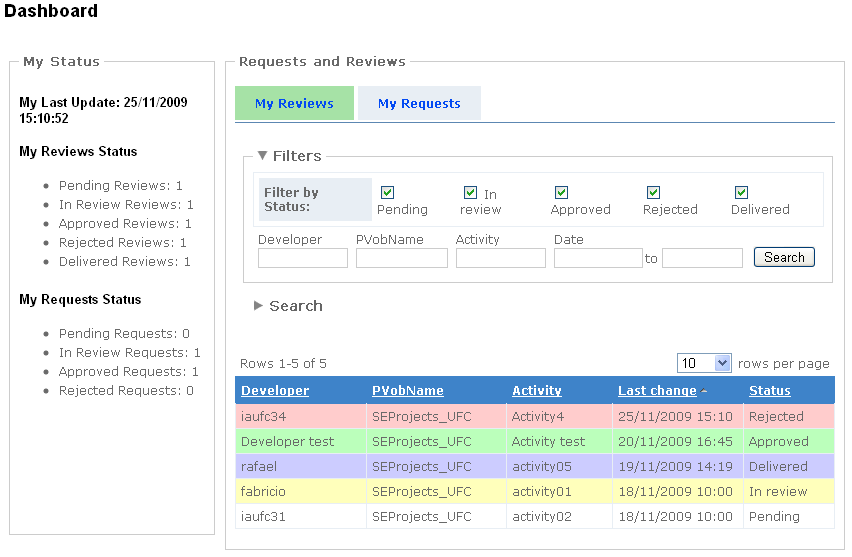 Dashboard
My Status
My Last Update: 25/11/2009
15:10:52
My Reviews Status
Pending Reviews: 1
In Review Reviews: 1
Approved Reviews: 1
Rejected Reviews: 1
Delivered Reviews: 1
My Requests Status
Pending Requests: 0
In Review Requests: 1
Approved Requests: 1
Rejected Requests: 0
Requests and Reviews
My Reviews My Requests
Filters
Filter by
Status:
Pending
In
review
Approved
Rejected
Delivered
Developer PVobName Activity Date
to Search
Search
Rows 1-5 of 5 10 rows per page
Developer PVobName Activity Last change Status
iaufc34 SEProjects_UFC Activity4 25/11/2009 15:10 Rejected
Developer test SEProjects_UFC Activity test 20/11/2009 16:45 Approved
rafael SEProjects_UFC activity05 19/11/2009 14:19 Delivered
fabricio SEProjects_UFC activity01 18/11/2009 10:00 In review
iaufc31 SEProjects_UFC activity02 18/11/2009 10:00 Pending